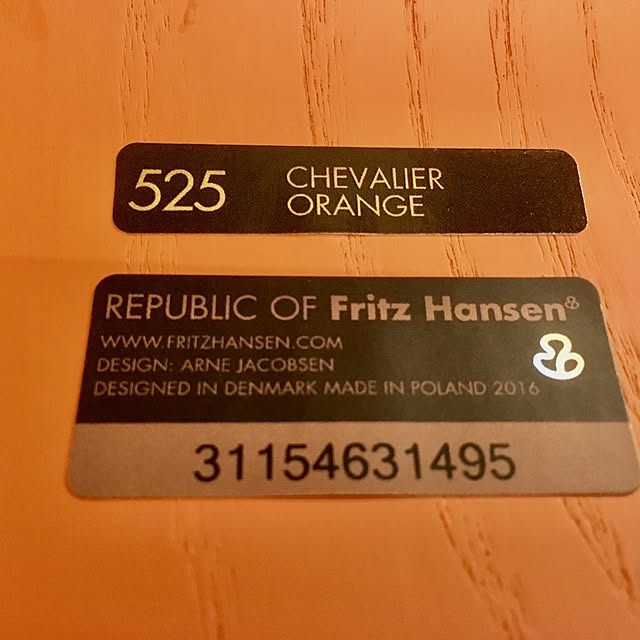 525 CHEVALIER
ORANGE
REPUBLIC OF Fritz Hansen
WWW.FRITZHANSEN.COM
DESIGN: ARNE JACOBSEN
DESIGNED IN DENMARK MADE IN POLAND 2016
31154631495